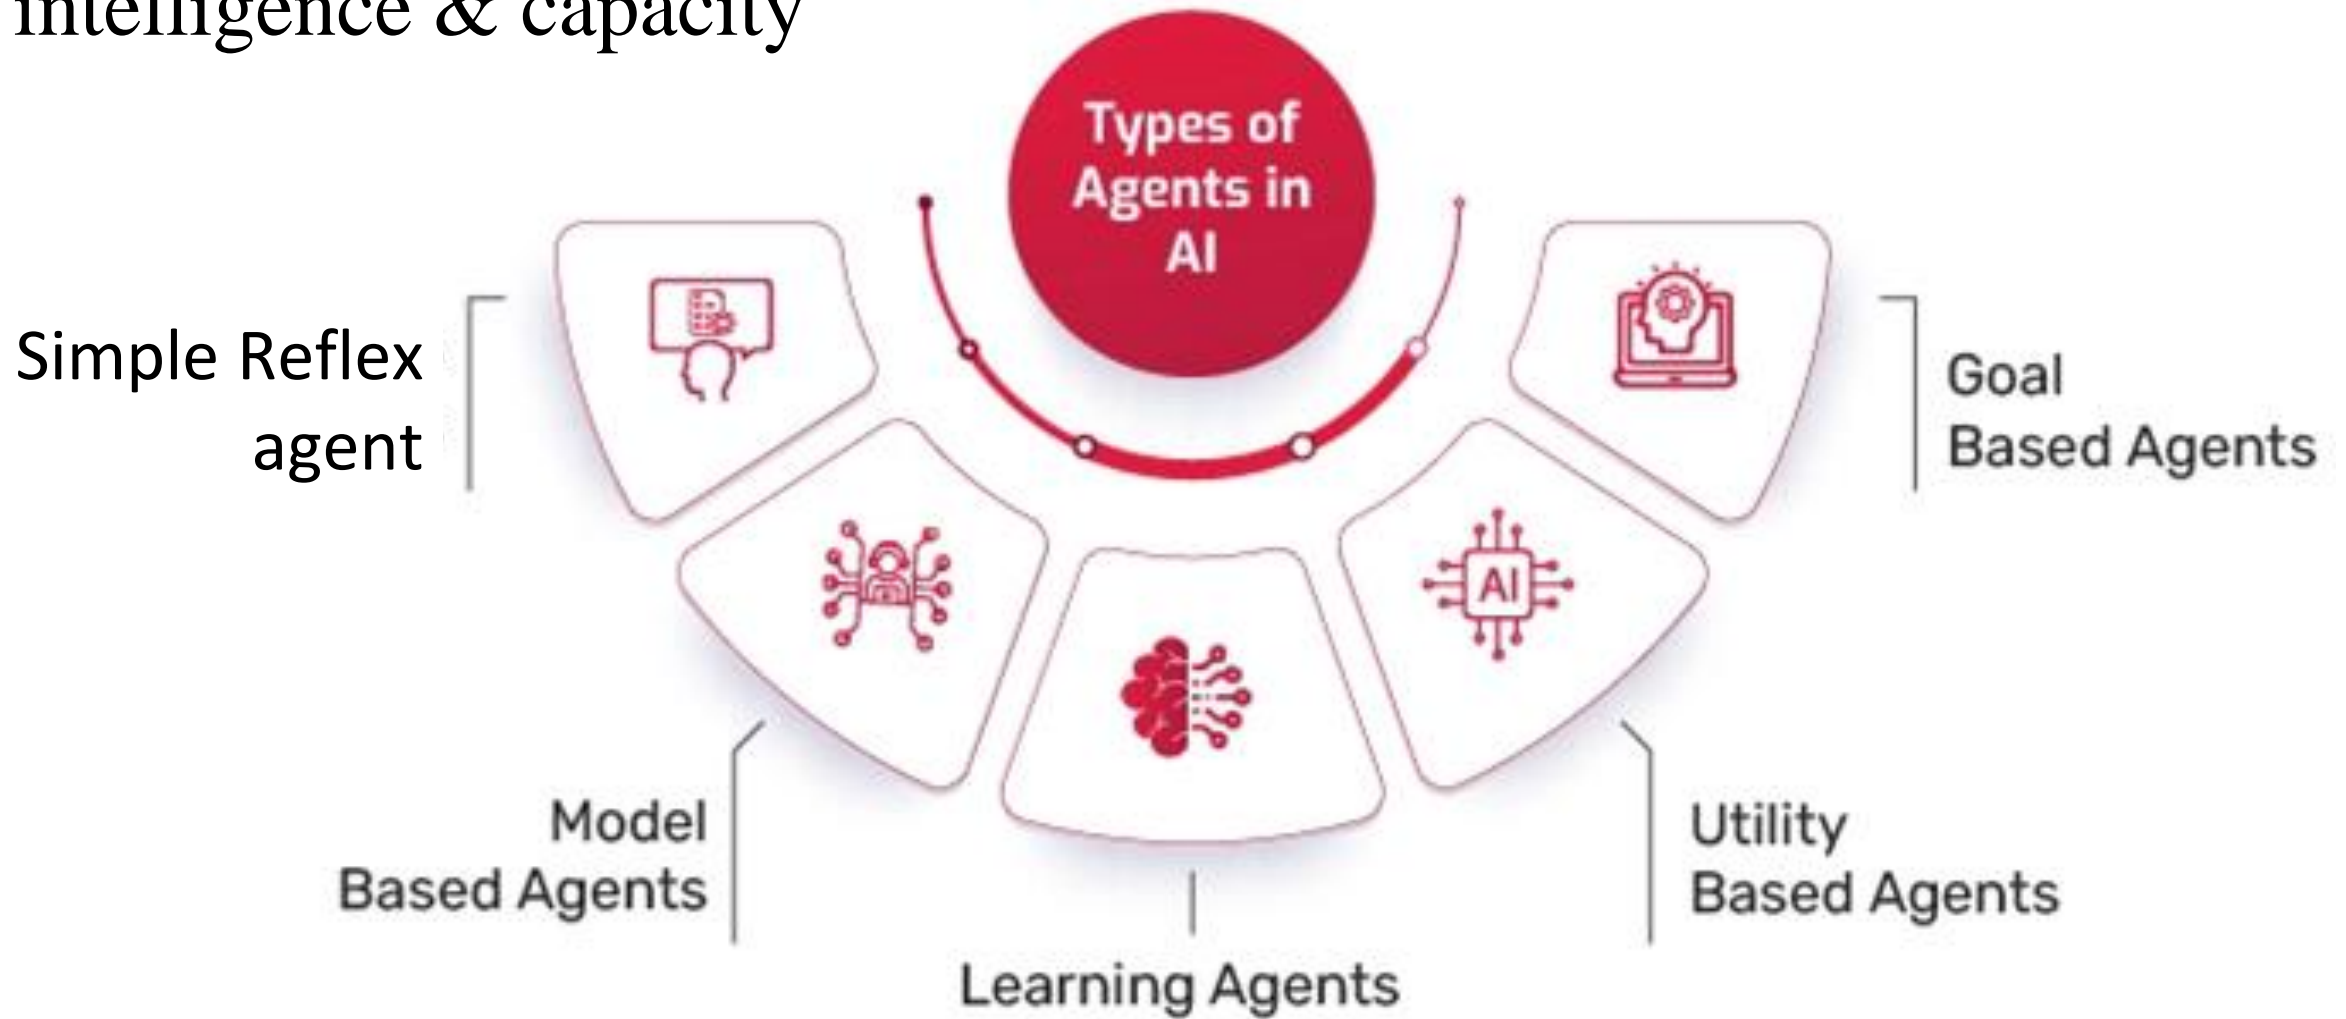 intelligence & capacity
Types of
Agents in
AI
Simple Reflex
agent
Model
Based Agents
Learning Agents
AI
Utility
Based Agents
Goal
Based Agents